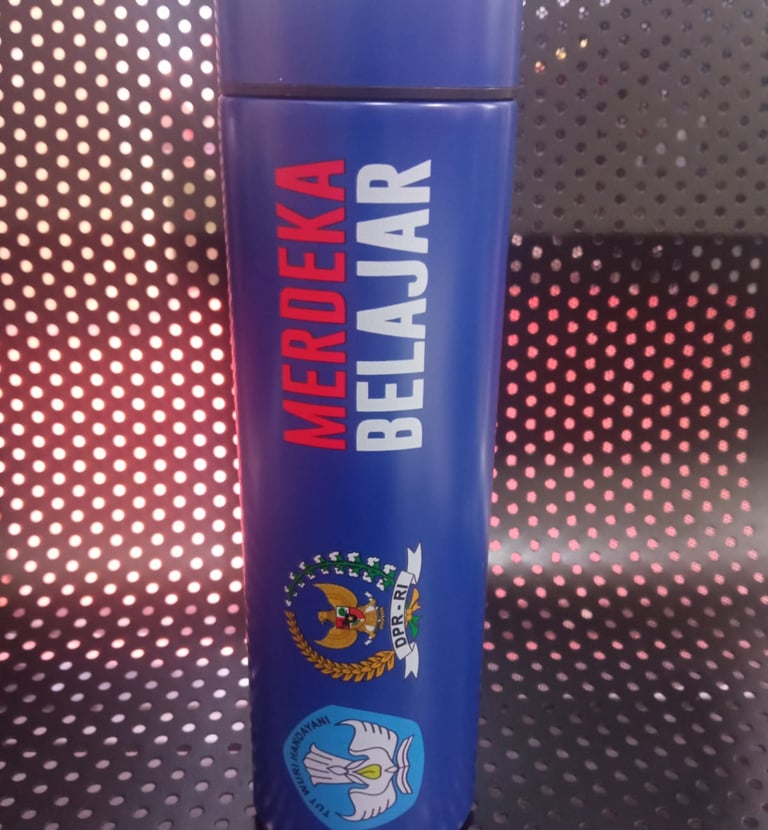 MERDEKA
BELAJAR
DPR-RI
TUT WURI HANDAYANI